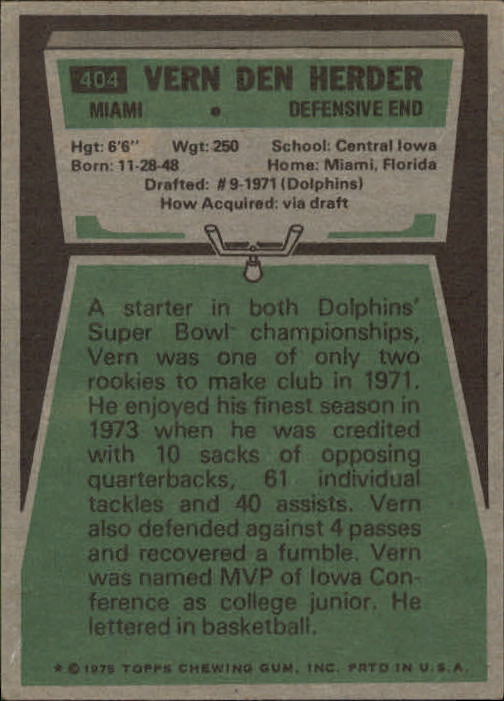 404 VERN DEN HERDER
MIAMI • DEFENSIVE END
Hgt: 6'6" Wgt: 250 School: Central Iowa
Born: 11-28-48 Home: Miami, Florida
Drafted: #9-1971 (Dolphins)
How Acquired: via draft
A starter in both Dolphins'
Super Bowl championships,
Vern was one of only two
rookies to make club in 1971.
He enjoyed his finest season in
1973 when he was credited
with 10 sacks of opposing
quarterbacks, 61 individual
tackles and 40 assists. Vern
also defended against 4 passes
and recovered a fumble. Vern
was named MVP of Iowa Con-
ference as college junior. He
lettered in basketball.
* © 1975 TOPPS CHEWING GUM, INC. PRTD IN U.S.A.